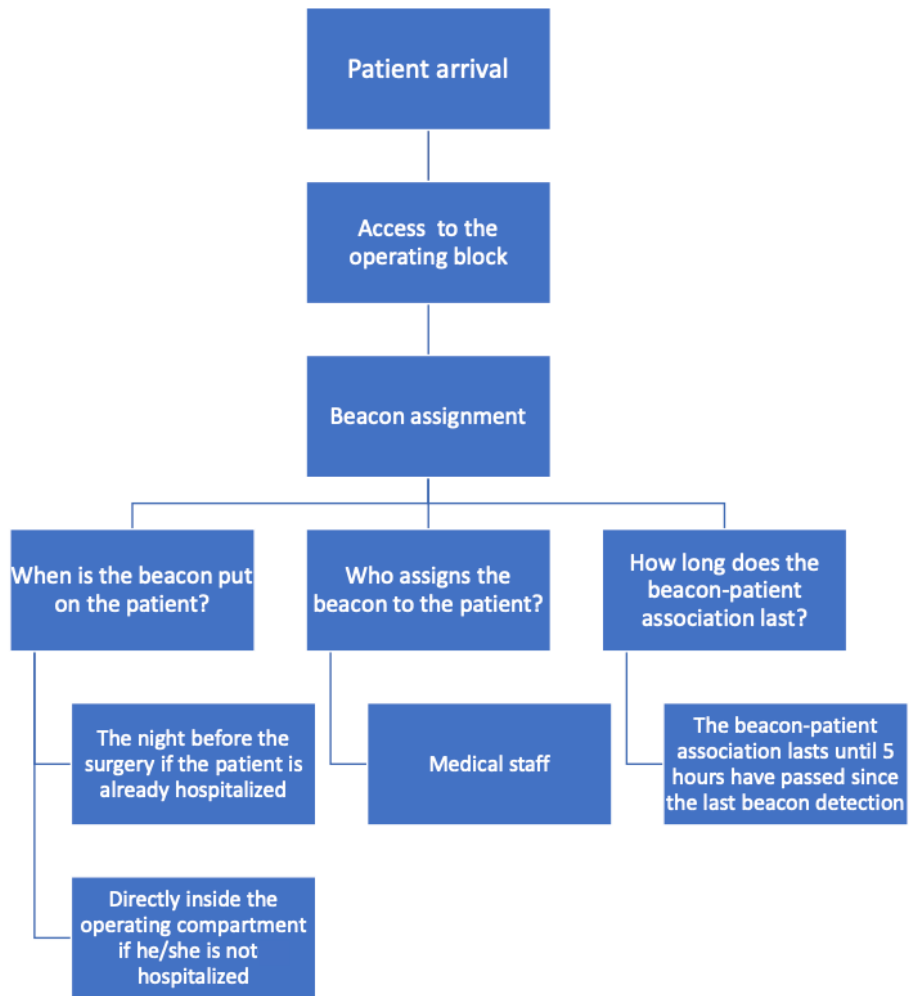 Patient arrival
Access to the
operating block
Beacon assignment
When is the beacon put
on the patient?
Who assigns the
beacon to the patient?
How long does the
beacon-patient
association last?
The night before the
surgery if the patient is
already hospitalized
Medical staff
The beacon-patient
association lasts until 5
hours have passed since
the last beacon detection
Directly inside the
operating compartment
if he/she is not
hospitalized